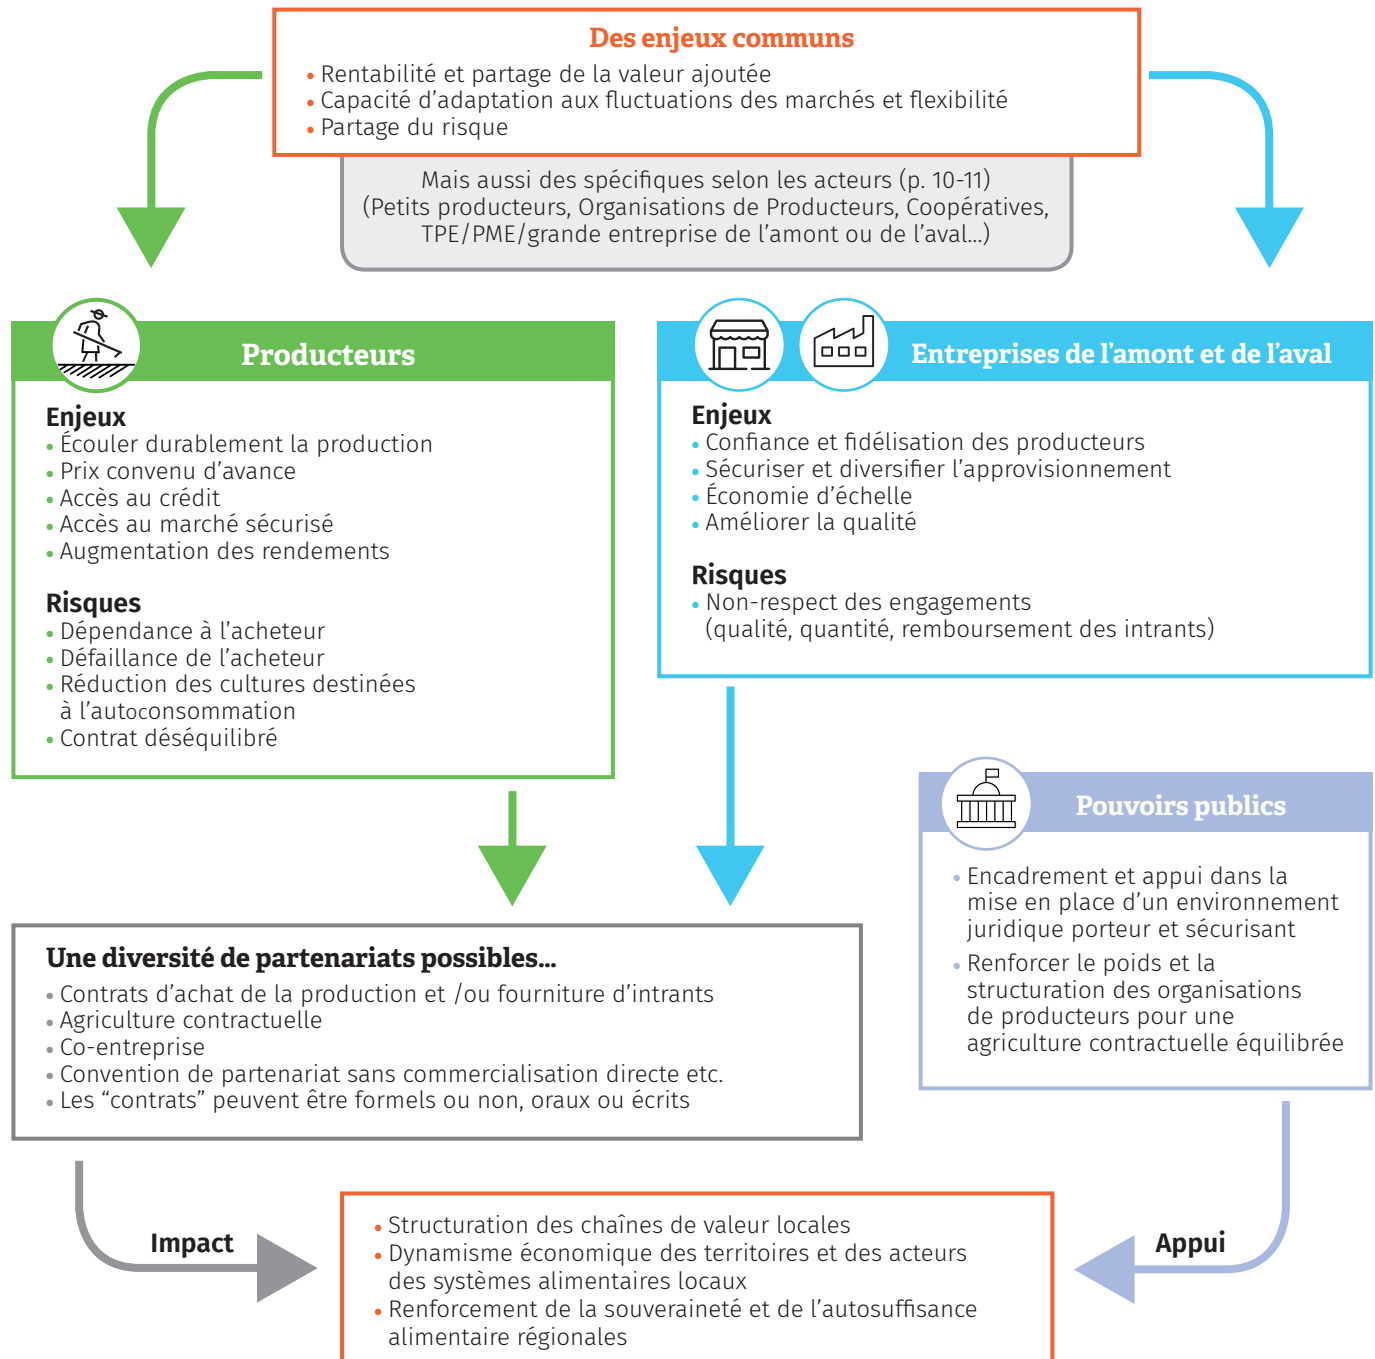 Des enjeux communs
• Rentabilité et partage de la valeur ajoutée
• Capacité d’adaptation aux fluctuations des marchés et flexibilité
• Partage du risque
Mais aussi des spécifiques selon les acteurs (p. 10-11)
(Petits producteurs, Organisations de Producteurs, Coopératives,
TPE/PME/grande entreprise de l’amont ou de l’aval…)
Producteurs
Enjeux
• Écouler durablement la production
• Prix convenu d’avance
• Accès au crédit
• Accès au marché sécurisé
• Augmentation des rendements
Risques
• Dépendance à l’acheteur
• Défaillance de l’acheteur
• Réduction des cultures destinées
à l’autoconsommation
• Contrat déséquilibré
Entreprises de l’amont et de l’aval
Enjeux
• Confiance et fidélisation des producteurs
• Sécuriser et diversifier l’approvisionnement
• Économie d’échelle
• Améliorer la qualité
Risques
• Non-respect des engagements
(qualité, quantité, remboursement des intrants)
Pouvoirs publics
• Encadrement et appui dans la
mise en place d’un environnement
juridique porteur et sécurisant
• Renforcer le poids et la
structuration des organisations
de producteurs pour une
agriculture contractuelle équilibrée
Une diversité de partenariats possibles…
• Contrats d’achat de la production et /ou fourniture d’intrants
• Agriculture contractuelle
• Co-entreprise
• Convention de partenariat sans commercialisation directe etc.
• Les “contrats” peuvent être formels ou non, oraux ou écrits
Impact
• Structuration des chaînes de valeur locales
• Dynamisme économique des territoires et des acteurs
des systèmes alimentaires locaux
• Renforcement de la souveraineté et de l’autosuffisance
alimentaire régionales
Appui